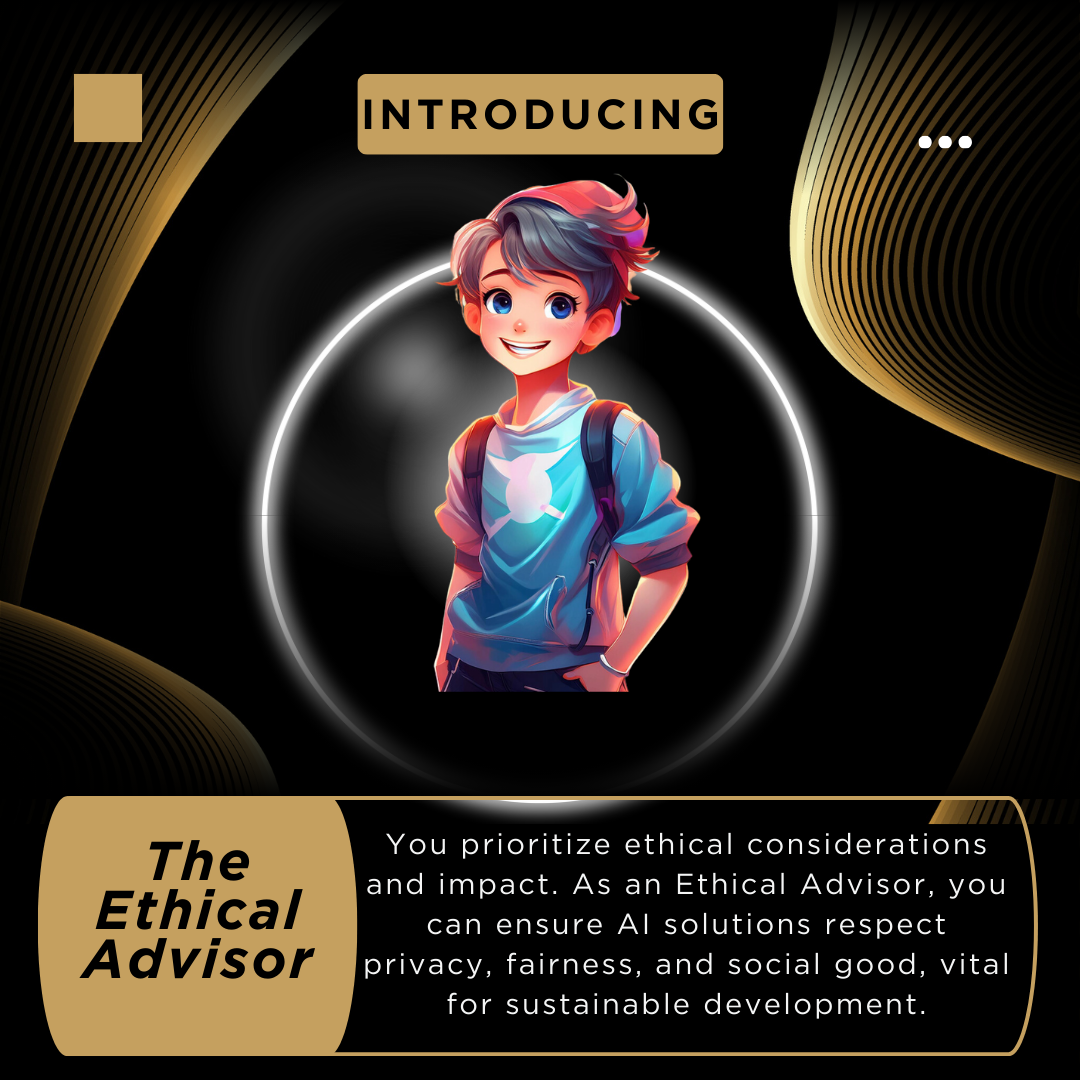 INTRODUCING
The
Ethical
Advisor
You prioritize ethical considerations
and impact. As an Ethical Advisor, you
can ensure AI solutions respect
privacy, fairness, and social good, vital
for sustainable development.